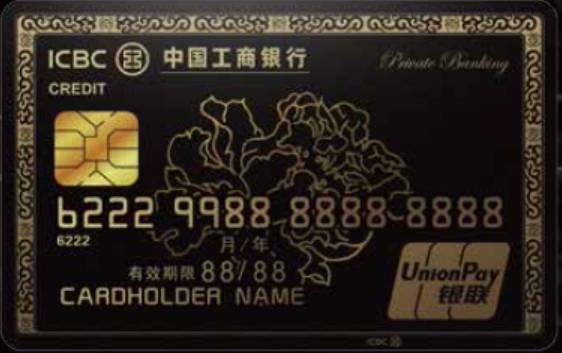 ICBC 中国工商银行
Private Banking
CREDIT
6222 9988 8888 8888
6222
月/年
有效期限 88/88
CARDHOLDER NAME
UnionPay
银联
ICBC